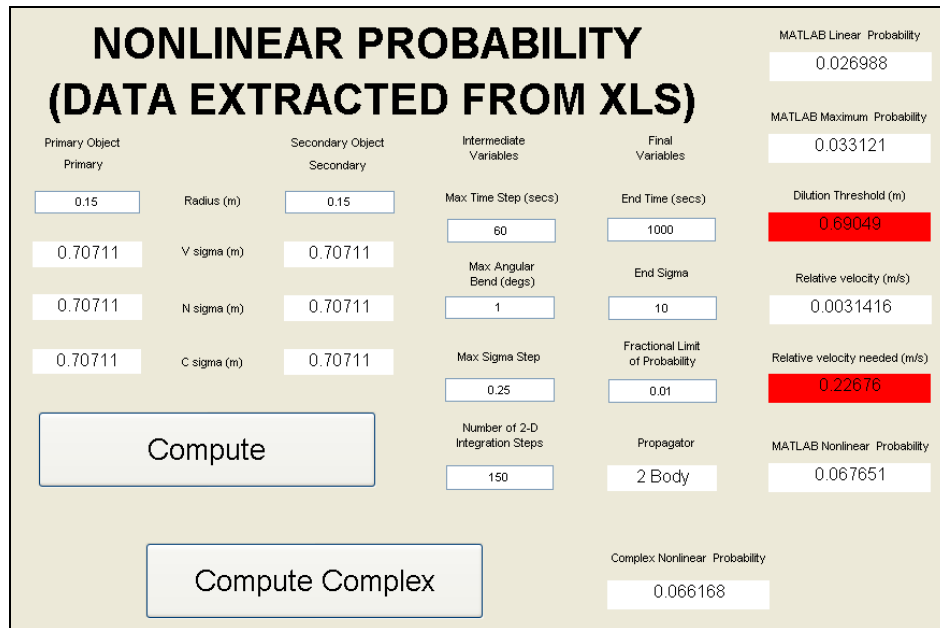 NONLINEAR PROBABILITY
(DATA EXTRACTED FROM XLS)
Primary Object
Primary
Secondary Object
Secondary
Intermediate
Variables
Final
Variables
0.15
Radius (m)
0.15
0.70711
V sigma (m)
0.70711
0.70711
N sigma (m)
0.70711
0.70711
C sigma (m)
0.70711
Max Time Step (secs)
60
Max Angular
Bend (degs)
1
Max Sigma Step
0.25
Number of 2-D
Integration Steps
150
End Time (secs)
1000
End Sigma
10
Fractional Limit
of Probability
0.01
Propagator
2 Body
MATLAB Linear Probability
0.026988
MATLAB Maximum Probability
0.033121
Dilution Threshold (m)
0.69049
Relative velocity (m/s)
0.0031416
Relative velocity needed (m/s)
0.22676
MATLAB Nonlinear Probability
0.067651
Compute
Compute Complex
Complex Nonlinear Probability
0.066168